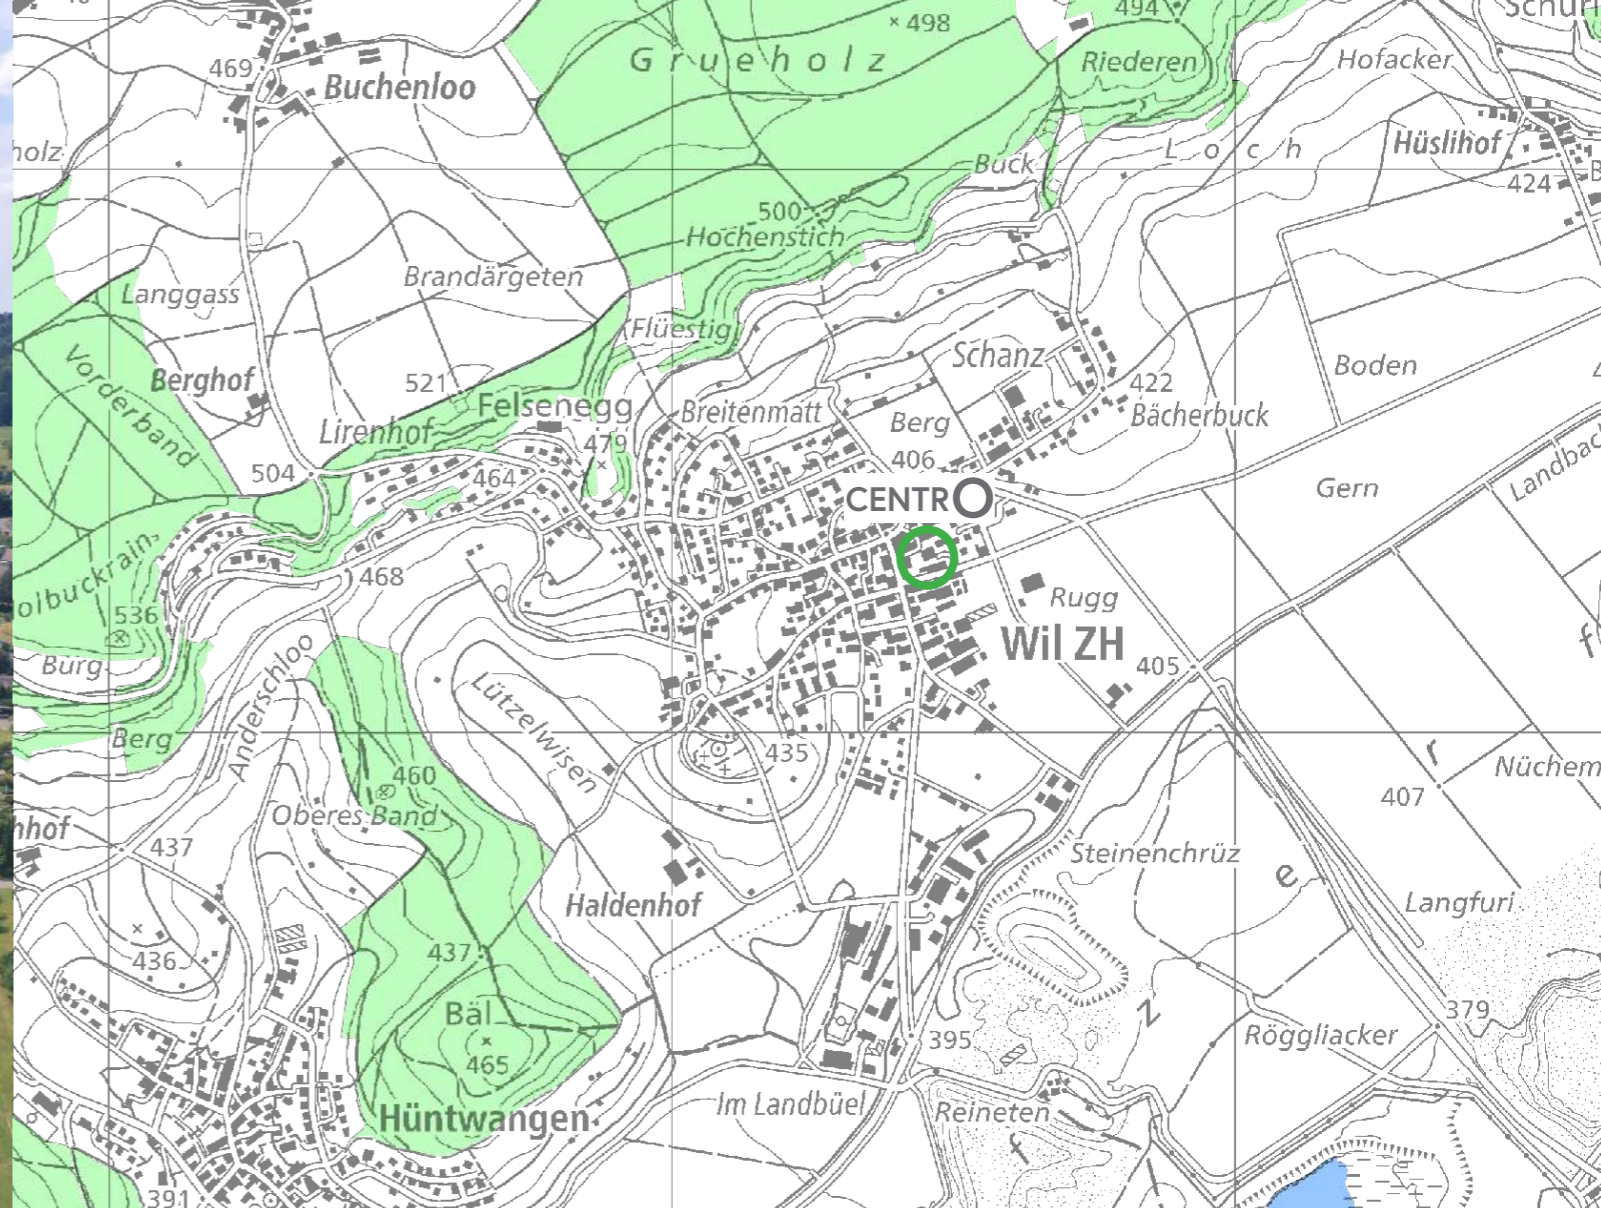 498
494
Grueholz
Riederen
Hofacker
469
Buchenloo
holz
Buck
Loch
Hüslihof
424
500
Hochenstich
Langgass
Brandärgeten
Flüestig
Vorderband
Berghof
521
Felsenegg
Breitenmatt
Schanz
422
Bächerbuck
Boden
Lirenhof
479
Berg
406
504
464
CENTRO
Gern
Landbac
olbuckrain
468
536
Rugg
Wil ZH
405
Burg
Anderschloo
Lützelwisen
Berg
435
460
Oberes Band
407
Nüchem
hhof
437
Steinenchrüz
Haldenhof
Langfuri
436
437
Bäl
465
395
379
Röggliacker
Hüntwangen
Im Landbüel
Reineten
391